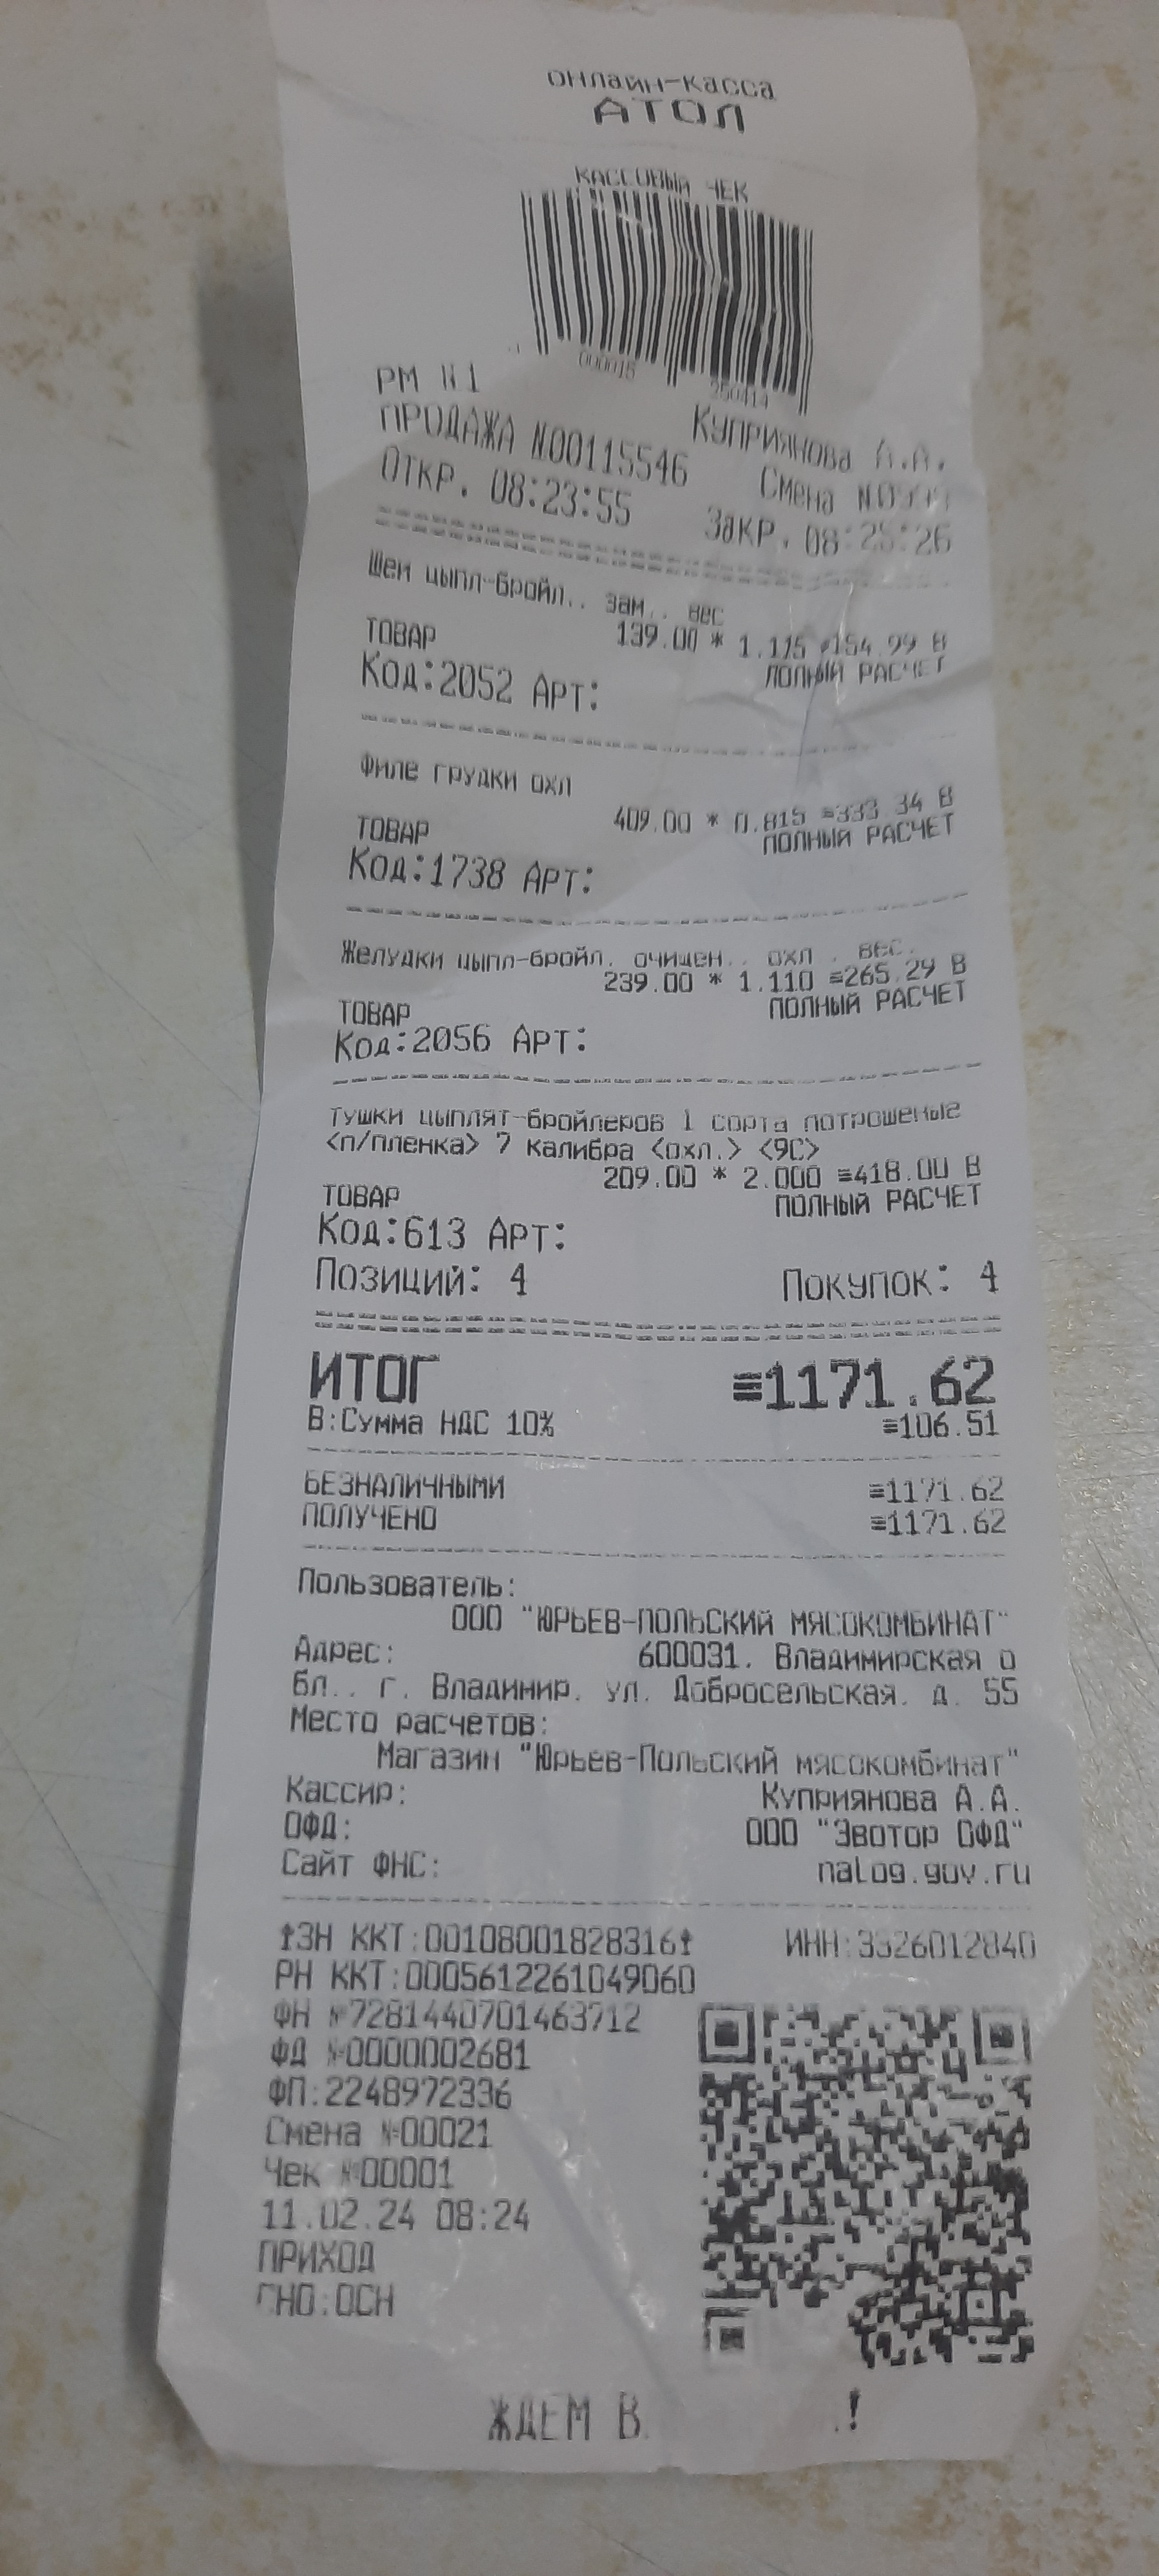 онлайн-касса
АТОЛ
КАССОВЫЙ ЧЕК
000015 250414
РМ №1 Куприянова А.А.
ПРОДАЖА №00115546 Смена
ОТКР. 08:23:55 ЗАКР. 08:25:26
Шеи цыпл-бройл.. зам.. вес
139.00 * 1.115 ≡154.99 В
ТОВАР ПОЛНЫЙ РАСЧЕТ
Код:2052 Арт:
Филе грудки охл
409.00 * 0.815 ≡333.34 В
ТОВАР ПОЛНЫЙ РАСЧЕТ
Код:1738 Арт:
Желудки цыпл-бройл. очищен.. охл . вес.
239.00 * 1.110 ≡265.29 В
ТОВАР ПОЛНЫЙ РАСЧЕТ
Код:2056 Арт:
Тушки цыплят-бройлеров 1 сорта потрошеные
<п/пленка> 7 калибра <охл.> <9С>
209.00 * 2.000 ≡418.00 В
ТОВАР ПОЛНЫЙ РАСЧЕТ
Код:613 Арт:
Позиций: 4 Покупок: 4
ИТОГ ≡1171.62
В:Сумма НДС 10% ≡106.51
БЕЗНАЛИЧНЫМИ ≡1171.62
ПОЛУЧЕНО ≡1171.62
Пользователь:
ООО "ЮРЬЕВ-ПОЛЬСКИЙ МЯСОКОМБИНАТ"
Адрес: 600031. Владимирская о
бл.. г. Владимир. ул. Добросельская. д. 55
Место расчетов:
Магазин "Юрьев-Польский мясокомбинат"
Кассир: Куприянова А.А.
ОФД: ООО "Эвотор ОФД"
Сайт ФНС: nalog.gov.ru
ЗН ККТ:00108001828316 ИНН:3326012840
РН ККТ:0005612261049060
ФН №7281440701463712
ФД №0000002681
ФП:2248972336
Смена №00021
Чек №00001
11.02.24 08:24
ПРИХОД
СНО:ОСН
ЖДЕМ В !